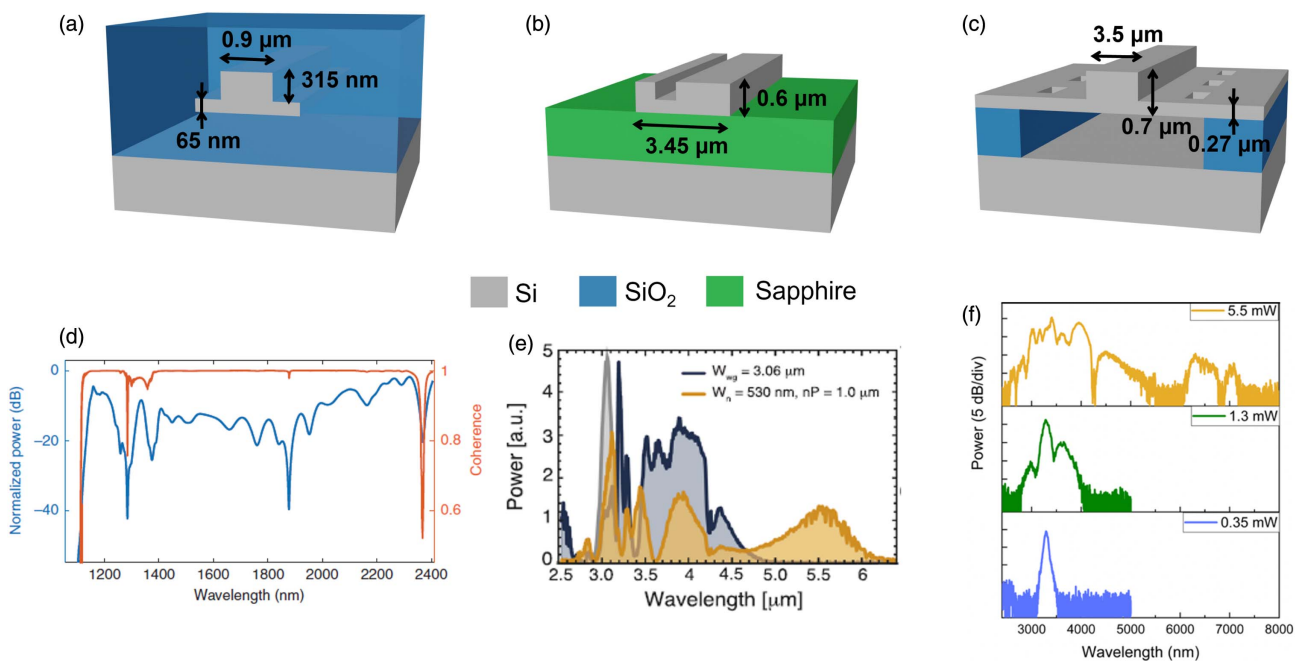 (a)
0.9 µm
315 nm
65 nm
(b)
0.6 µm
3.45 µm
(c)
3.5 µm
0.7 µm
0.27 µm
Si
SiO₂
Sapphire
(d)
Normalized power (dB)
0
–20
–40
1
0.8
0.6
Coherence
1200
1400
1600
1800
2000
2200
2400
Wavelength (nm)
(e)
Power [a.u.]
5
4
3
2
1
0
W_wg = 3.06 µm
W_n = 530 nm, nP = 1.0 µm
2.5
3.0
3.5
4
4.5
5
5.5
6
Wavelength [µm]
(f)
Power (5 dB/div)
5.5 mW
1.3 mW
0.35 mW
3000
4000
5000
6000
7000
8000
Wavelength (nm)